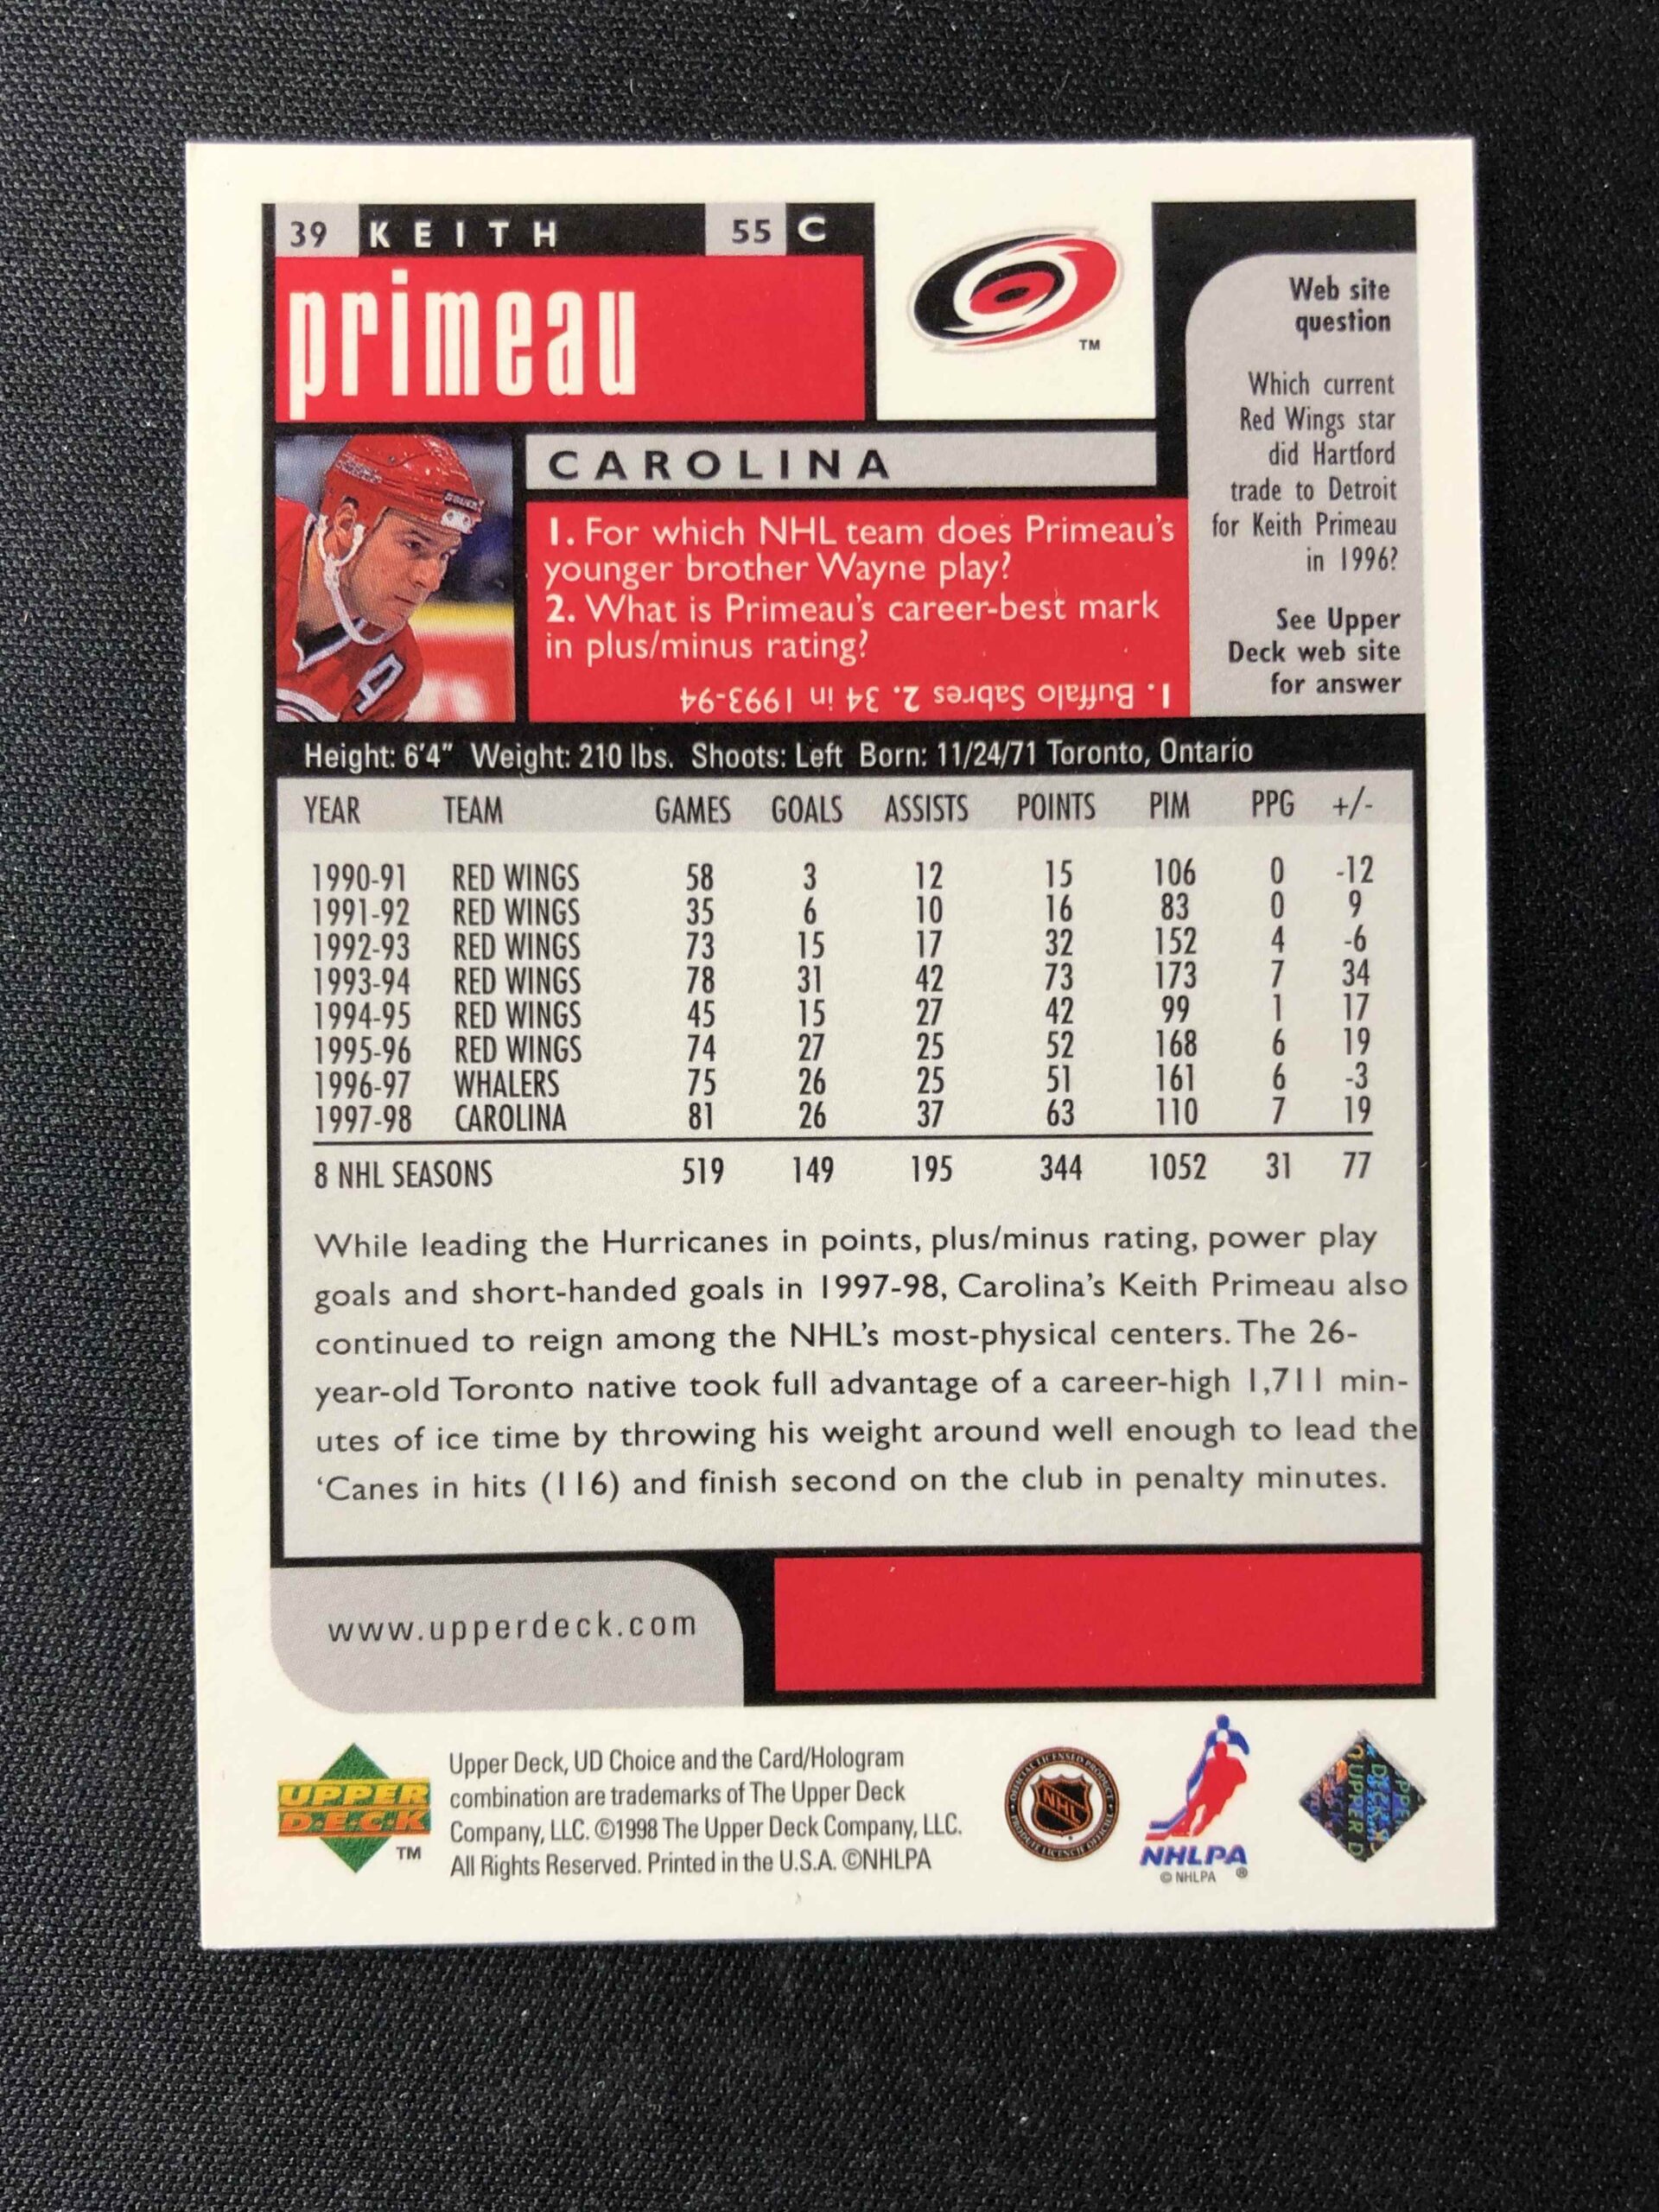 39 KEITH 55 C
primeau
TM
CAROLINA
1. For which NHL team does Primeau's
younger brother Wayne play?
2. What is Primeau's career-best mark
in plus/minus rating?
1. Buffalo Sabres 2. 34 in 1993-94
Web site
question
Which current
Red Wings star
did Hartford
trade to Detroit
for Keith Primeau
in 1996?
See Upper
Deck web site
for answer
Height: 6'4" Weight: 210 lbs. Shoots: Left Born: 11/24/71 Toronto, Ontario
YEAR TEAM GAMES GOALS ASSISTS POINTS PIM PPG +/-
1990-91 RED WINGS 58 3 12 15 106 0 -12
1991-92 RED WINGS 35 6 10 16 83 0 9
1992-93 RED WINGS 73 15 17 32 152 4 -6
1993-94 RED WINGS 78 31 42 73 173 7 34
1994-95 RED WINGS 45 15 27 42 99 1 17
1995-96 RED WINGS 74 27 25 52 168 6 19
1996-97 WHALERS 75 26 25 51 161 6 -3
1997-98 CAROLINA 81 26 37 63 110 7 19
8 NHL SEASONS 519 149 195 344 1052 31 77
While leading the Hurricanes in points, plus/minus rating, power play
goals and short-handed goals in 1997-98, Carolina's Keith Primeau also
continued to reign among the NHL's most-physical centers. The 26-
year-old Toronto native took full advantage of a career-high 1,711 min-
utes of ice time by throwing his weight around well enough to lead the
'Canes in hits (116) and finish second on the club in penalty minutes.
www.upperdeck.com
UPPER
D·E·C·K
TM
Upper Deck, UD Choice and the Card/Hologram
combination are trademarks of The Upper Deck
Company, LLC. ©1998 The Upper Deck Company, LLC.
All Rights Reserved. Printed in the U.S.A. ©NHLPA
OFFICIAL LICENSED PRODUCT
NHL
PRODUIT LICENCIÉ OFFICIEL
NHLPA
© NHLPA ®
UPPER D
DECK